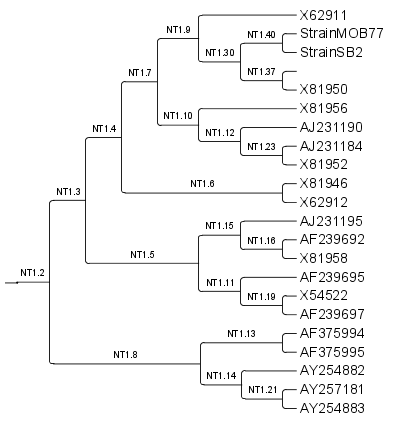 NT1.9
X62911
NT1.40
StrainMOB77
NT1.30
StrainSB2
NT1.7
NT1.37
X81950
X81956
NT1.10
NT1.4
AJ231190
NT1.12
AJ231184
NT1.23
X81952
NT1.6
X81946
NT1.3
X62912
NT1.15
AJ231195
AF239692
NT1.16
NT1.5
X81958
NT1.2
NT1.11
AF239695
NT1.19
X54522
AF239697
NT1.13
AF375994
NT1.8
AF375995
NT1.14
AY254882
NT1.21
AY257181
AY254883